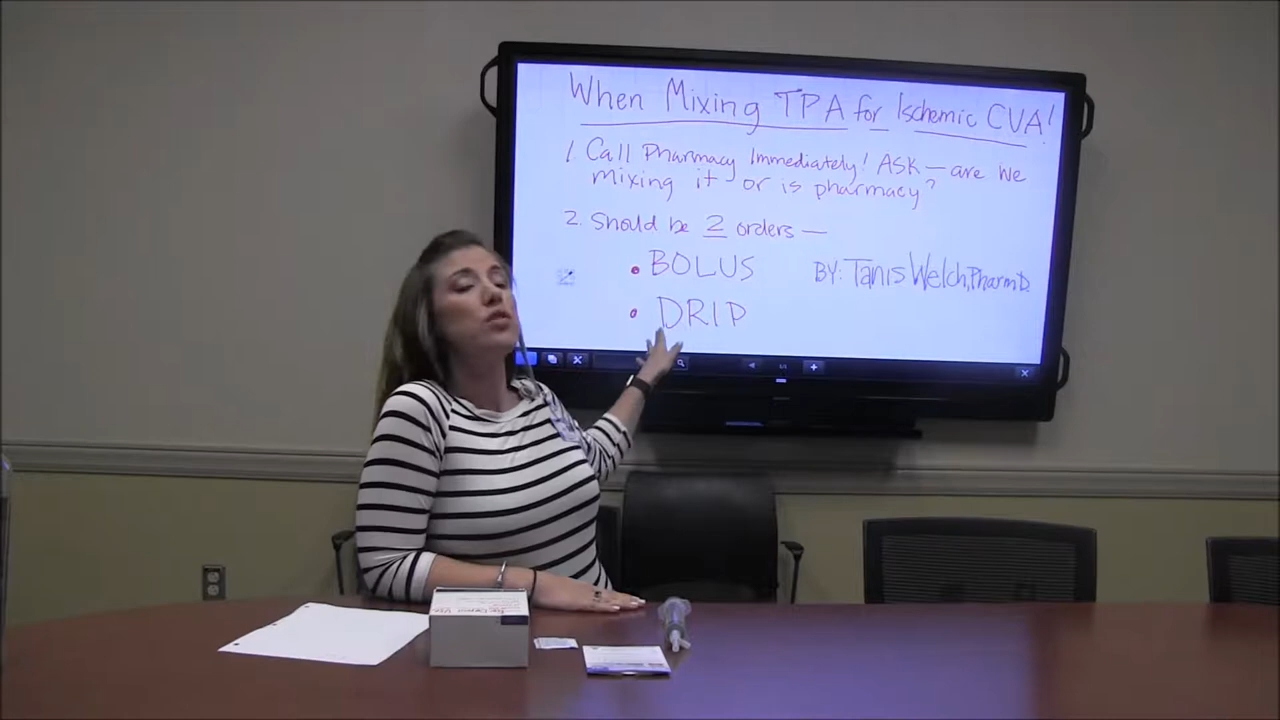 When Mixing TPA for Ischemic CVA!
1. Call Pharmacy Immediately! ASK — are we
mixing it or is pharmacy?
2. Should be 2 orders —
• BOLUS
BY: Tanis Welch, Pharm D.
• DRIP